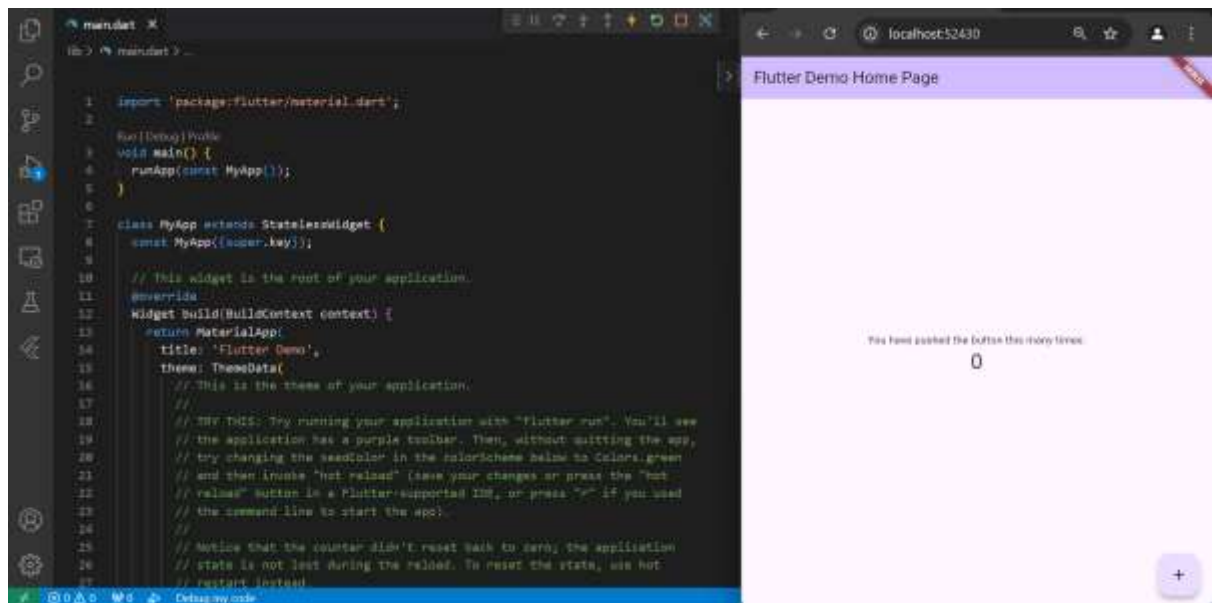 main.dart
lib > main.dart > ...
1 import 'package:flutter/material.dart';
2
Run | Debug | Profile
3 void main() {
4 runApp(const MyApp());
5 }
6
7 class MyApp extends StatelessWidget {
8 const MyApp({super.key});
9
10 // This widget is the root of your application.
11 @override
12 Widget build(BuildContext context) {
13 return MaterialApp(
14 title: 'Flutter Demo',
15 theme: ThemeData(
16 // This is the theme of your application.
17 //
18 // TRY THIS: Try running your application with "flutter run". You'll see
19 // the application has a purple toolbar. Then, without quitting the app,
20 // try changing the seedColor in the colorScheme below to Colors.green
21 // and then invoke "hot reload" (save your changes or press the "hot
22 // reload" button in a Flutter-supported IDE, or press "r" if you used
23 // the command line to start the app).
24 //
25 // Notice that the counter didn't reset back to zero; the application
26 // state is not lost during the reload. To reset the state, use hot
27 // restart instead.
0 0 0 Debug my code
localhost:52430
Flutter Demo Home Page
DEBUG
You have pushed the button this many times:
0
+